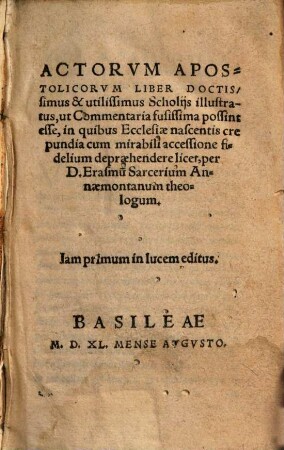 ACTORVM APOS=
TOLICORVM LIBER DOCTIS/
simus & utilissimus Scholijs illustra-
tus, ut Commentaria fusissima possint
esse, in quibus Ecclesiæ nascentis cre
pundia cum mirabili accessione fi-
delium depræhendere licet, per
D. Erasmũ Sarcerium An-
næmontanum theo-
logum.
Iam primum in lucem editus.
BASILEAE
M. D. XL. MENSE AVGVSTO.